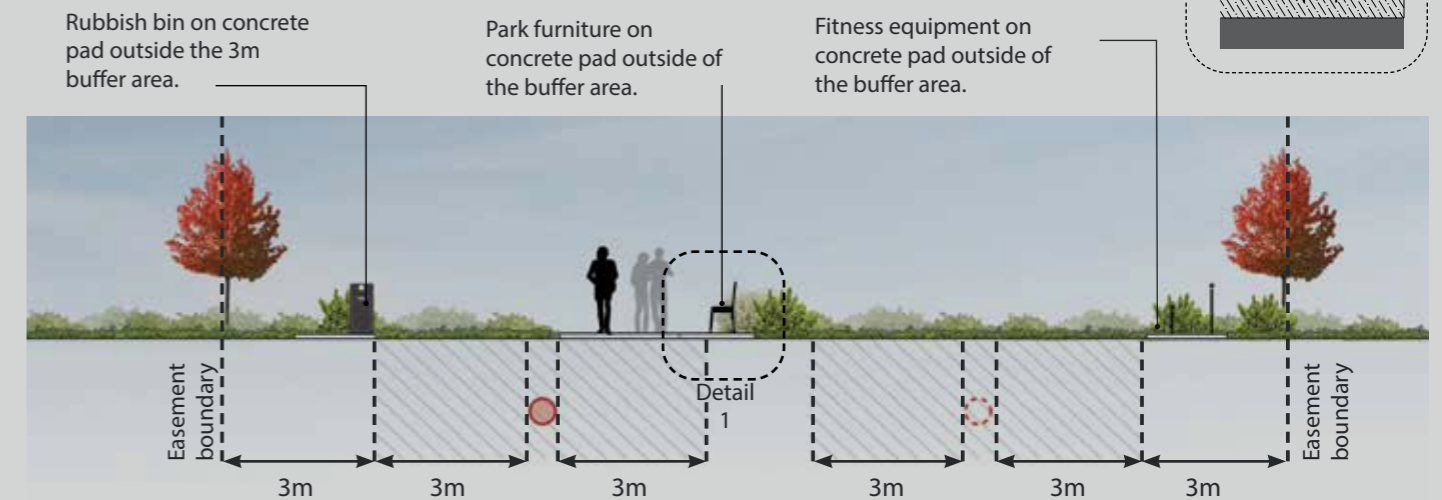 Rubbish bin on concrete
pad outside the 3m
buffer area.
Park furniture on
concrete pad outside of
the buffer area.
Fitness equipment on
concrete pad outside of
the buffer area.
Easement
boundary
Detail
1
Easement
boundary
3m
3m
3m
3m
3m
3m